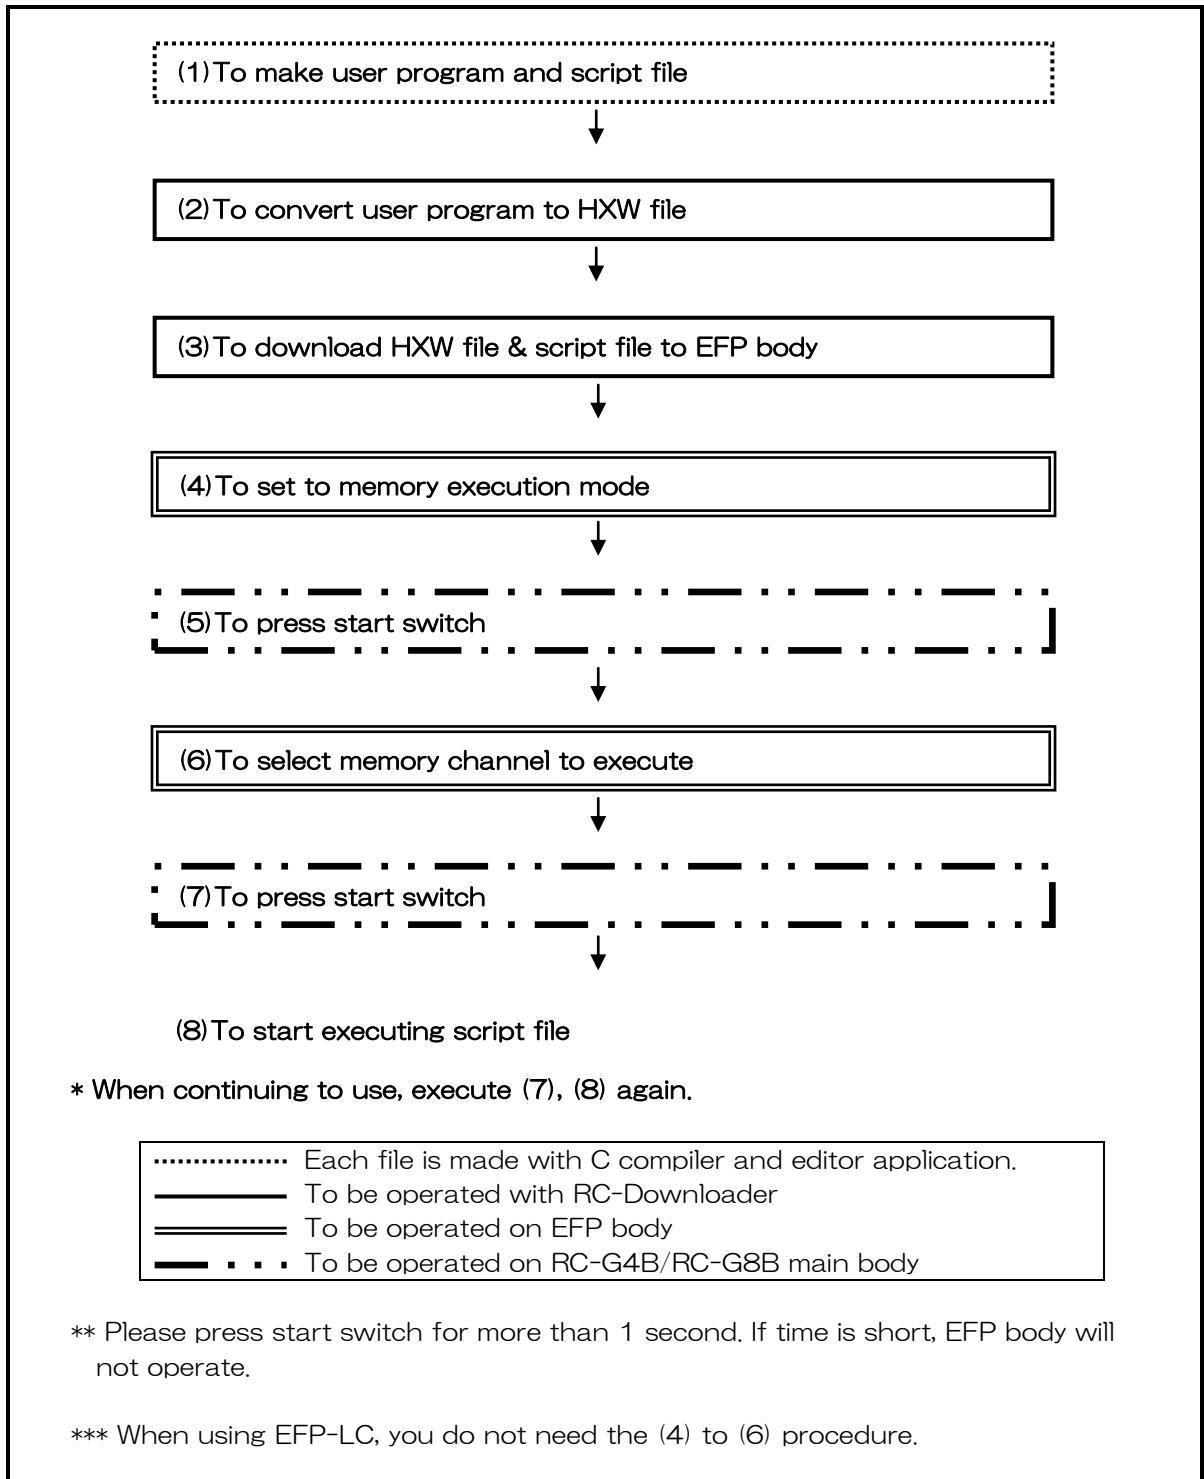 (1)To make user program and script file
(2)To convert user program to HXW file
(3)To download HXW file & script file to EFP body
(4)To set to memory execution mode
(5)To press start switch
(6)To select memory channel to execute
(7)To press start switch
(8)To start executing script file
* When continuing to use, execute (7), (8) again.
Each file is made with C compiler and editor application.
To be operated with RC-Downloader
To be operated on EFP body
To be operated on RC-G4B/RC-G8B main body
** Please press start switch for more than 1 second. If time is short, EFP body will
not operate.
*** When using EFP-LC, you do not need the (4) to (6) procedure.